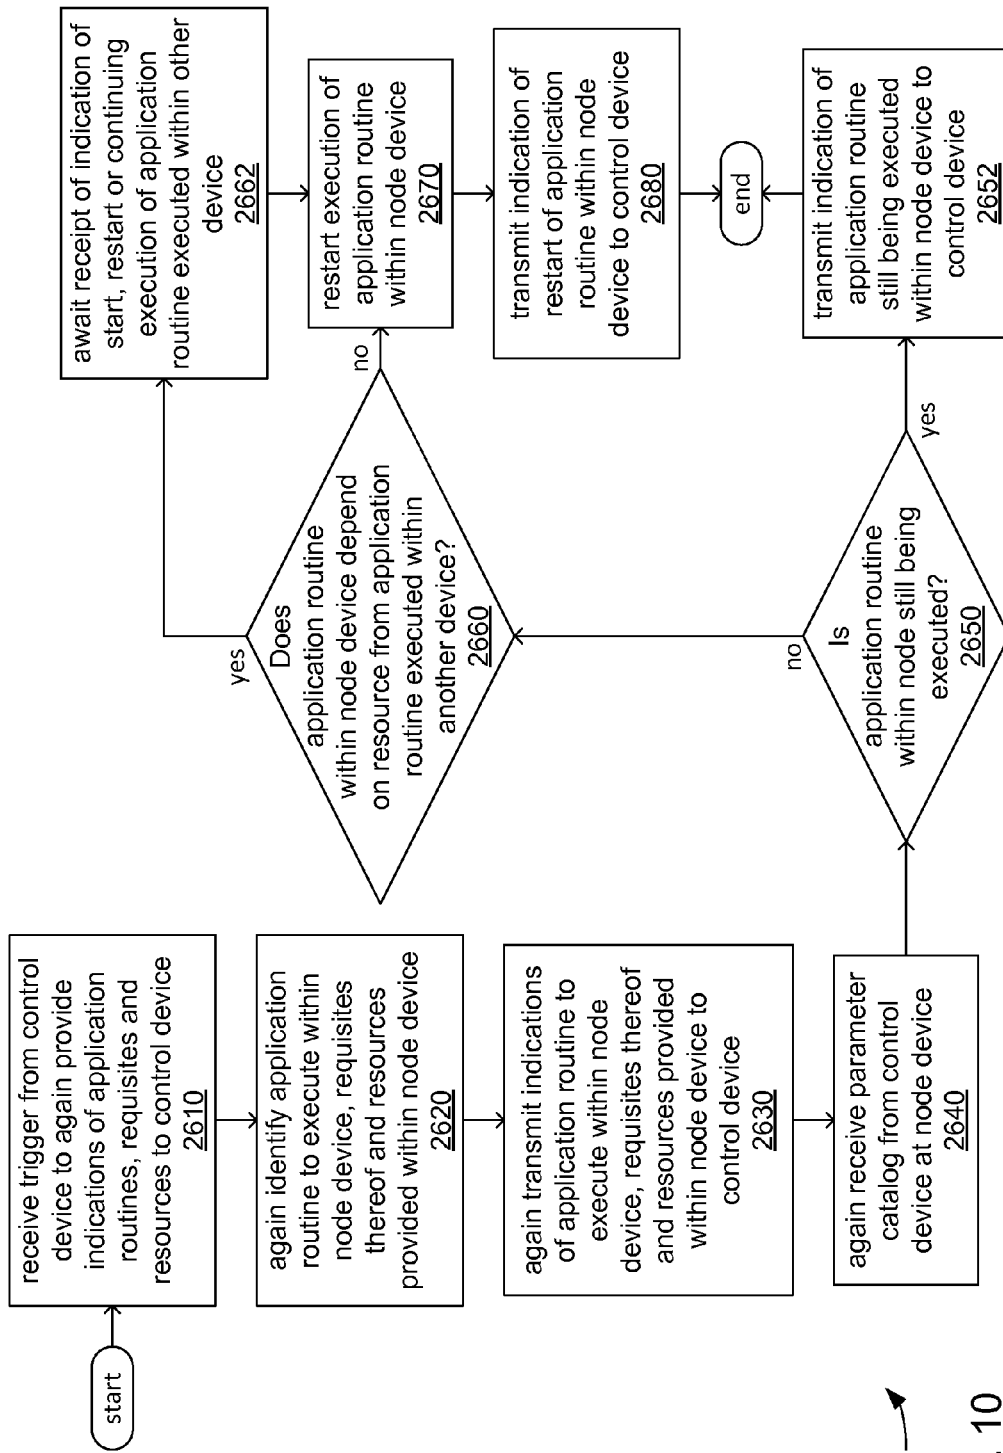 start
receive trigger from control
device to again provide
indications of application
routines, requisites and
resources to control device
2610
again identify application
routine to execute within
node device, requisites
thereof and resources
provided within node device
2620
again transmit indications
of application routine to
execute within node
device, requisites thereof
and resources provided
within node device to
control device
2630
again receive parameter
catalog from control
device at node device
2640
Is
application routine
within node still being
executed?
2650
no
yes
transmit indication of
application routine
still being executed
within node device to
control device
2652
Does
application routine
within node device depend
on resource from application
routine executed within
another device?
2660
yes
no
await receipt of indication of
start, restart or continuing
execution of application
routine executed within other
device
2662
restart execution of
application routine
within node device
2670
transmit indication of
restart of application
routine within node
device to control device
2680
end
10